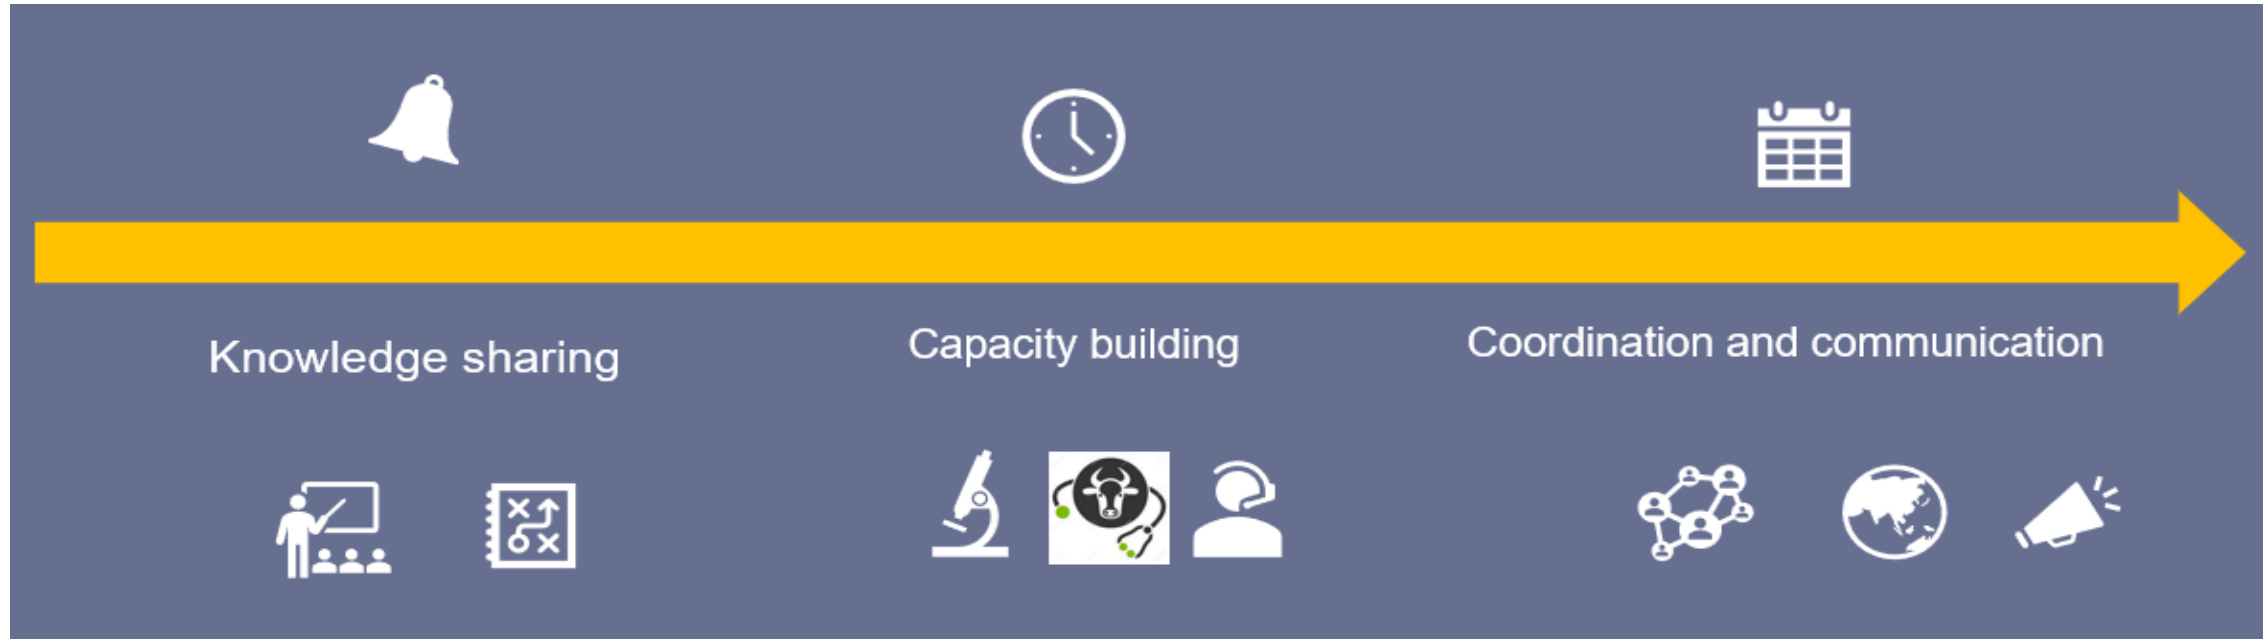 Knowledge sharing
Capacity building
Coordination and communication